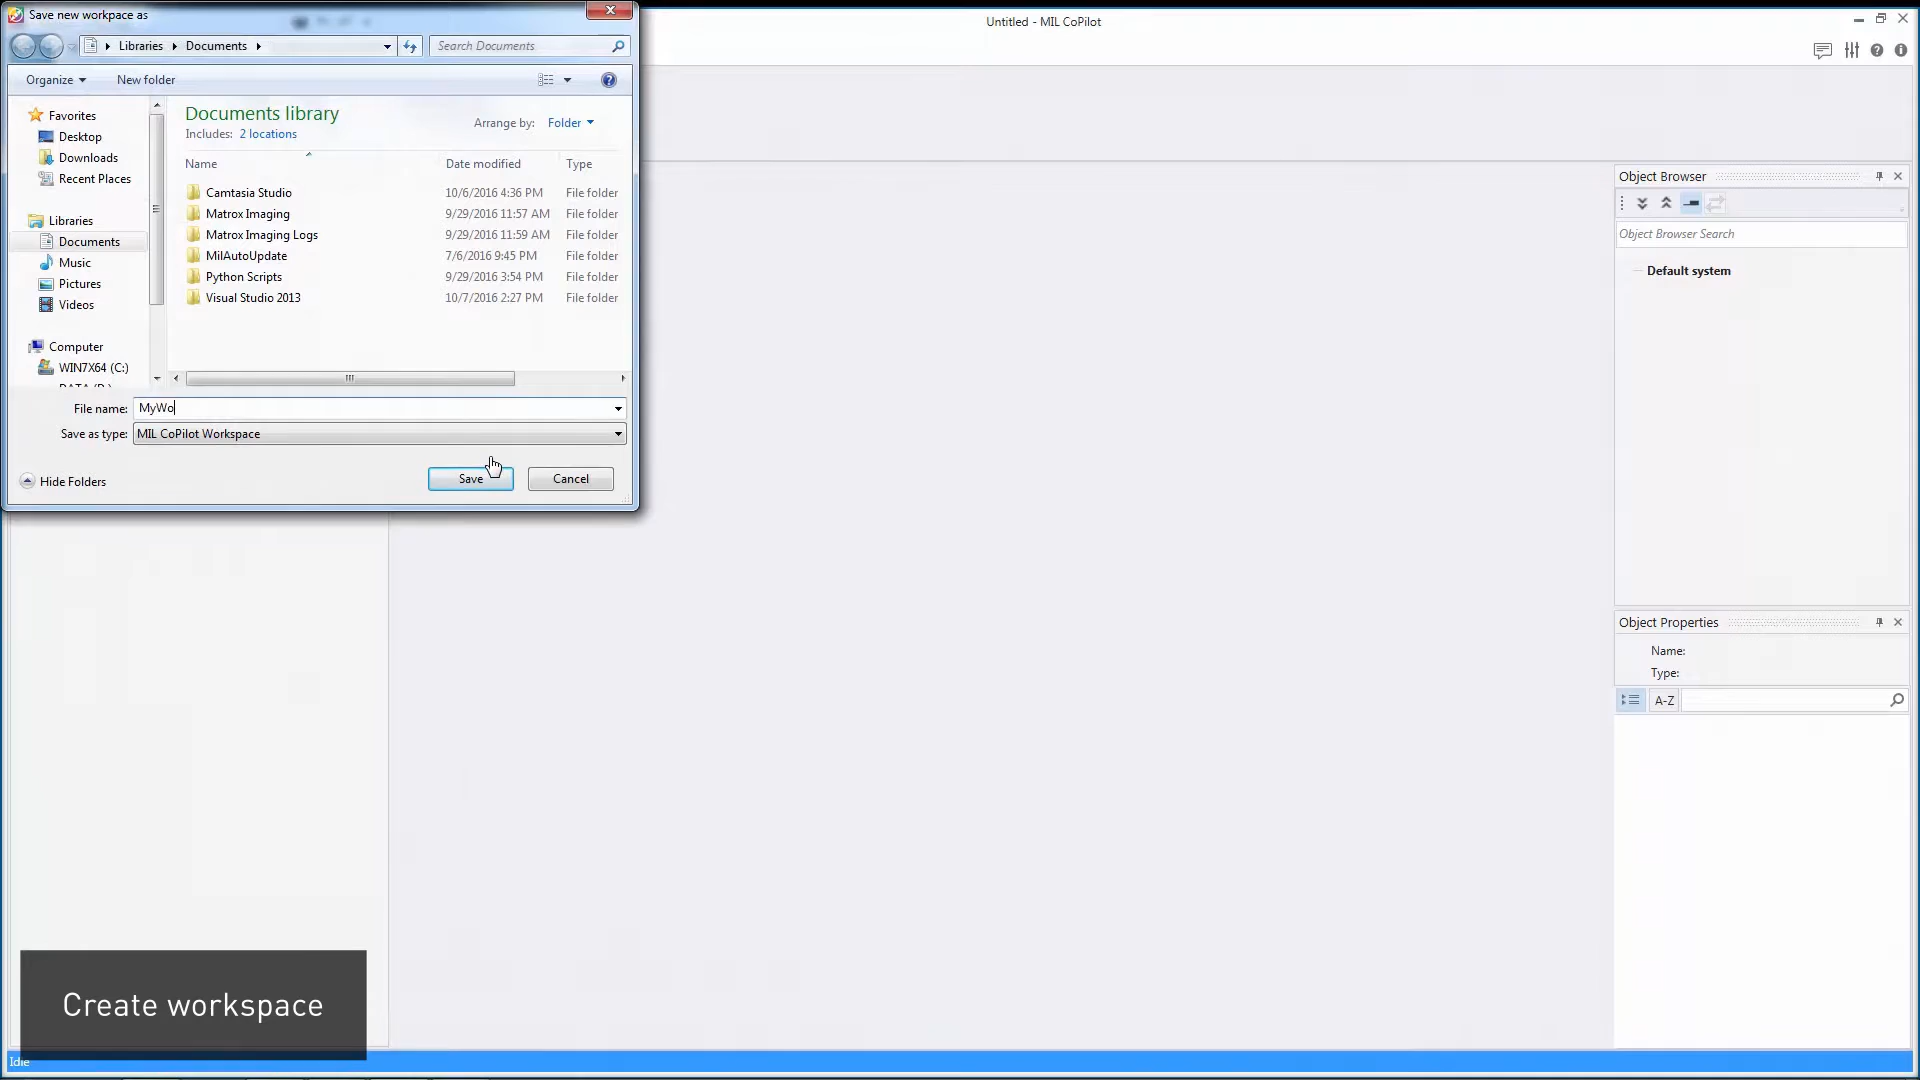 Save new workpace as
Untitled - MIL CoPilot
Libraries
Documents
Search Documents
Organize
New folder
Favorites
Desktop
Downloads
Recent Places
Libraries
Documents
Music
Pictures
Videos
Computer
WIN7X64 (C:)
Documents library
Includes: 2 locations
Arrange by: Folder
Name Date modified Type
Camtasia Studio 10/6/2016 4:36 PM File folder
Matrox Imaging 9/29/2016 11:57 AM File folder
Matrox Imaging Logs 9/29/2016 11:59 AM File folder
MilAutoUpdate 7/6/2016 9:45 PM File folder
Python Scripts 9/29/2016 3:54 PM File folder
Visual Studio 2013 10/7/2016 2:27 PM File folder
File name: MyWo
Save as type: MIL CoPilot Workspace
Hide Folders
Save
Cancel
Object Browser
Object Browser Search
Default system
Object Properties
Name:
Type:
A-Z
Create workspace
Idle